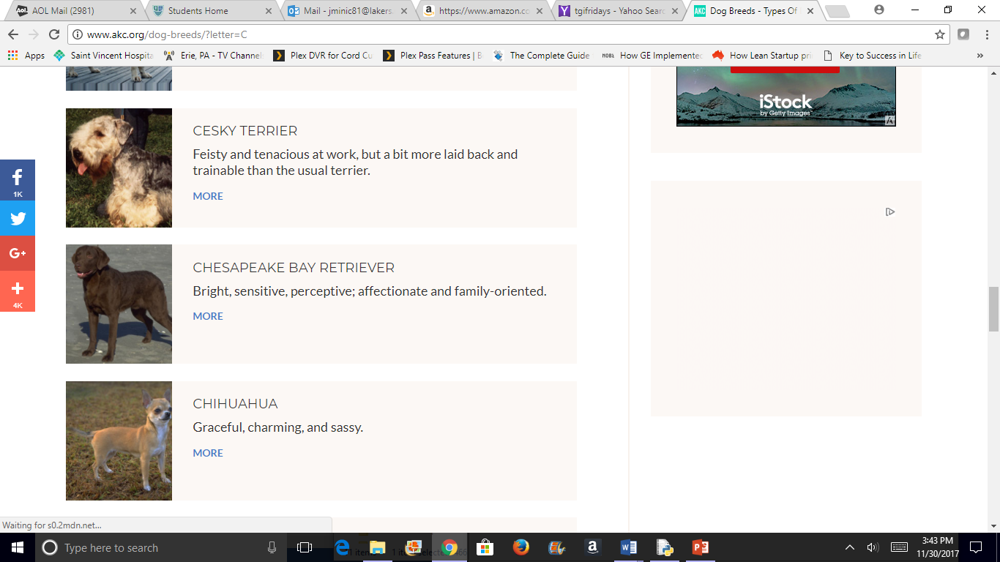 Aol. AOL Mail (2981)
Students Home
Mail - jminic81@lakers.
https://www.amazon.co
tgifridays - Yahoo Sear
AKC Dog Breeds - Types Of
www.akc.org/dog-breeds/?letter=C
Apps
Saint Vincent Hospita
Erie, PA - TV Channel
Plex DVR for Cord Cu
Plex Pass Features | B
The Complete Guide
How GE Implemented
How Lean Startup pri
Key to Success in Life
iStock
by Getty Images™
CESKY TERRIER
Feisty and tenacious at work, but a bit more laid back and
trainable than the usual terrier.
MORE
1K
G+
4K
CHESAPEAKE BAY RETRIEVER
Bright, sensitive, perceptive; affectionate and family-oriented.
MORE
CHIHUAHUA
Graceful, charming, and sassy.
MORE
Waiting for s0.2mdn.net...
Type here to search
3:43 PM
11/30/2017